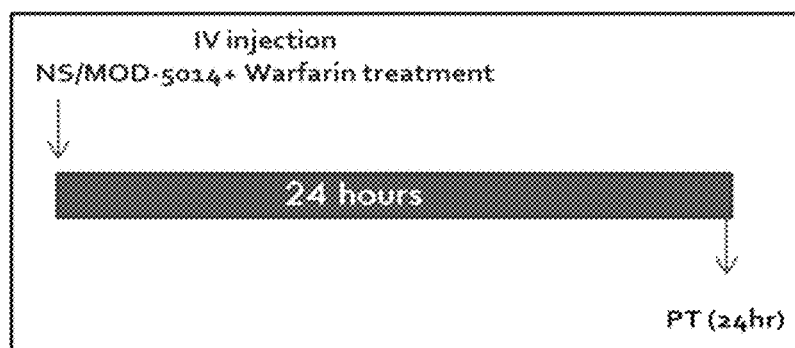 IV injection
NS/MOD-5014+ Warfarin treatment
24 hours
PT (24hr)